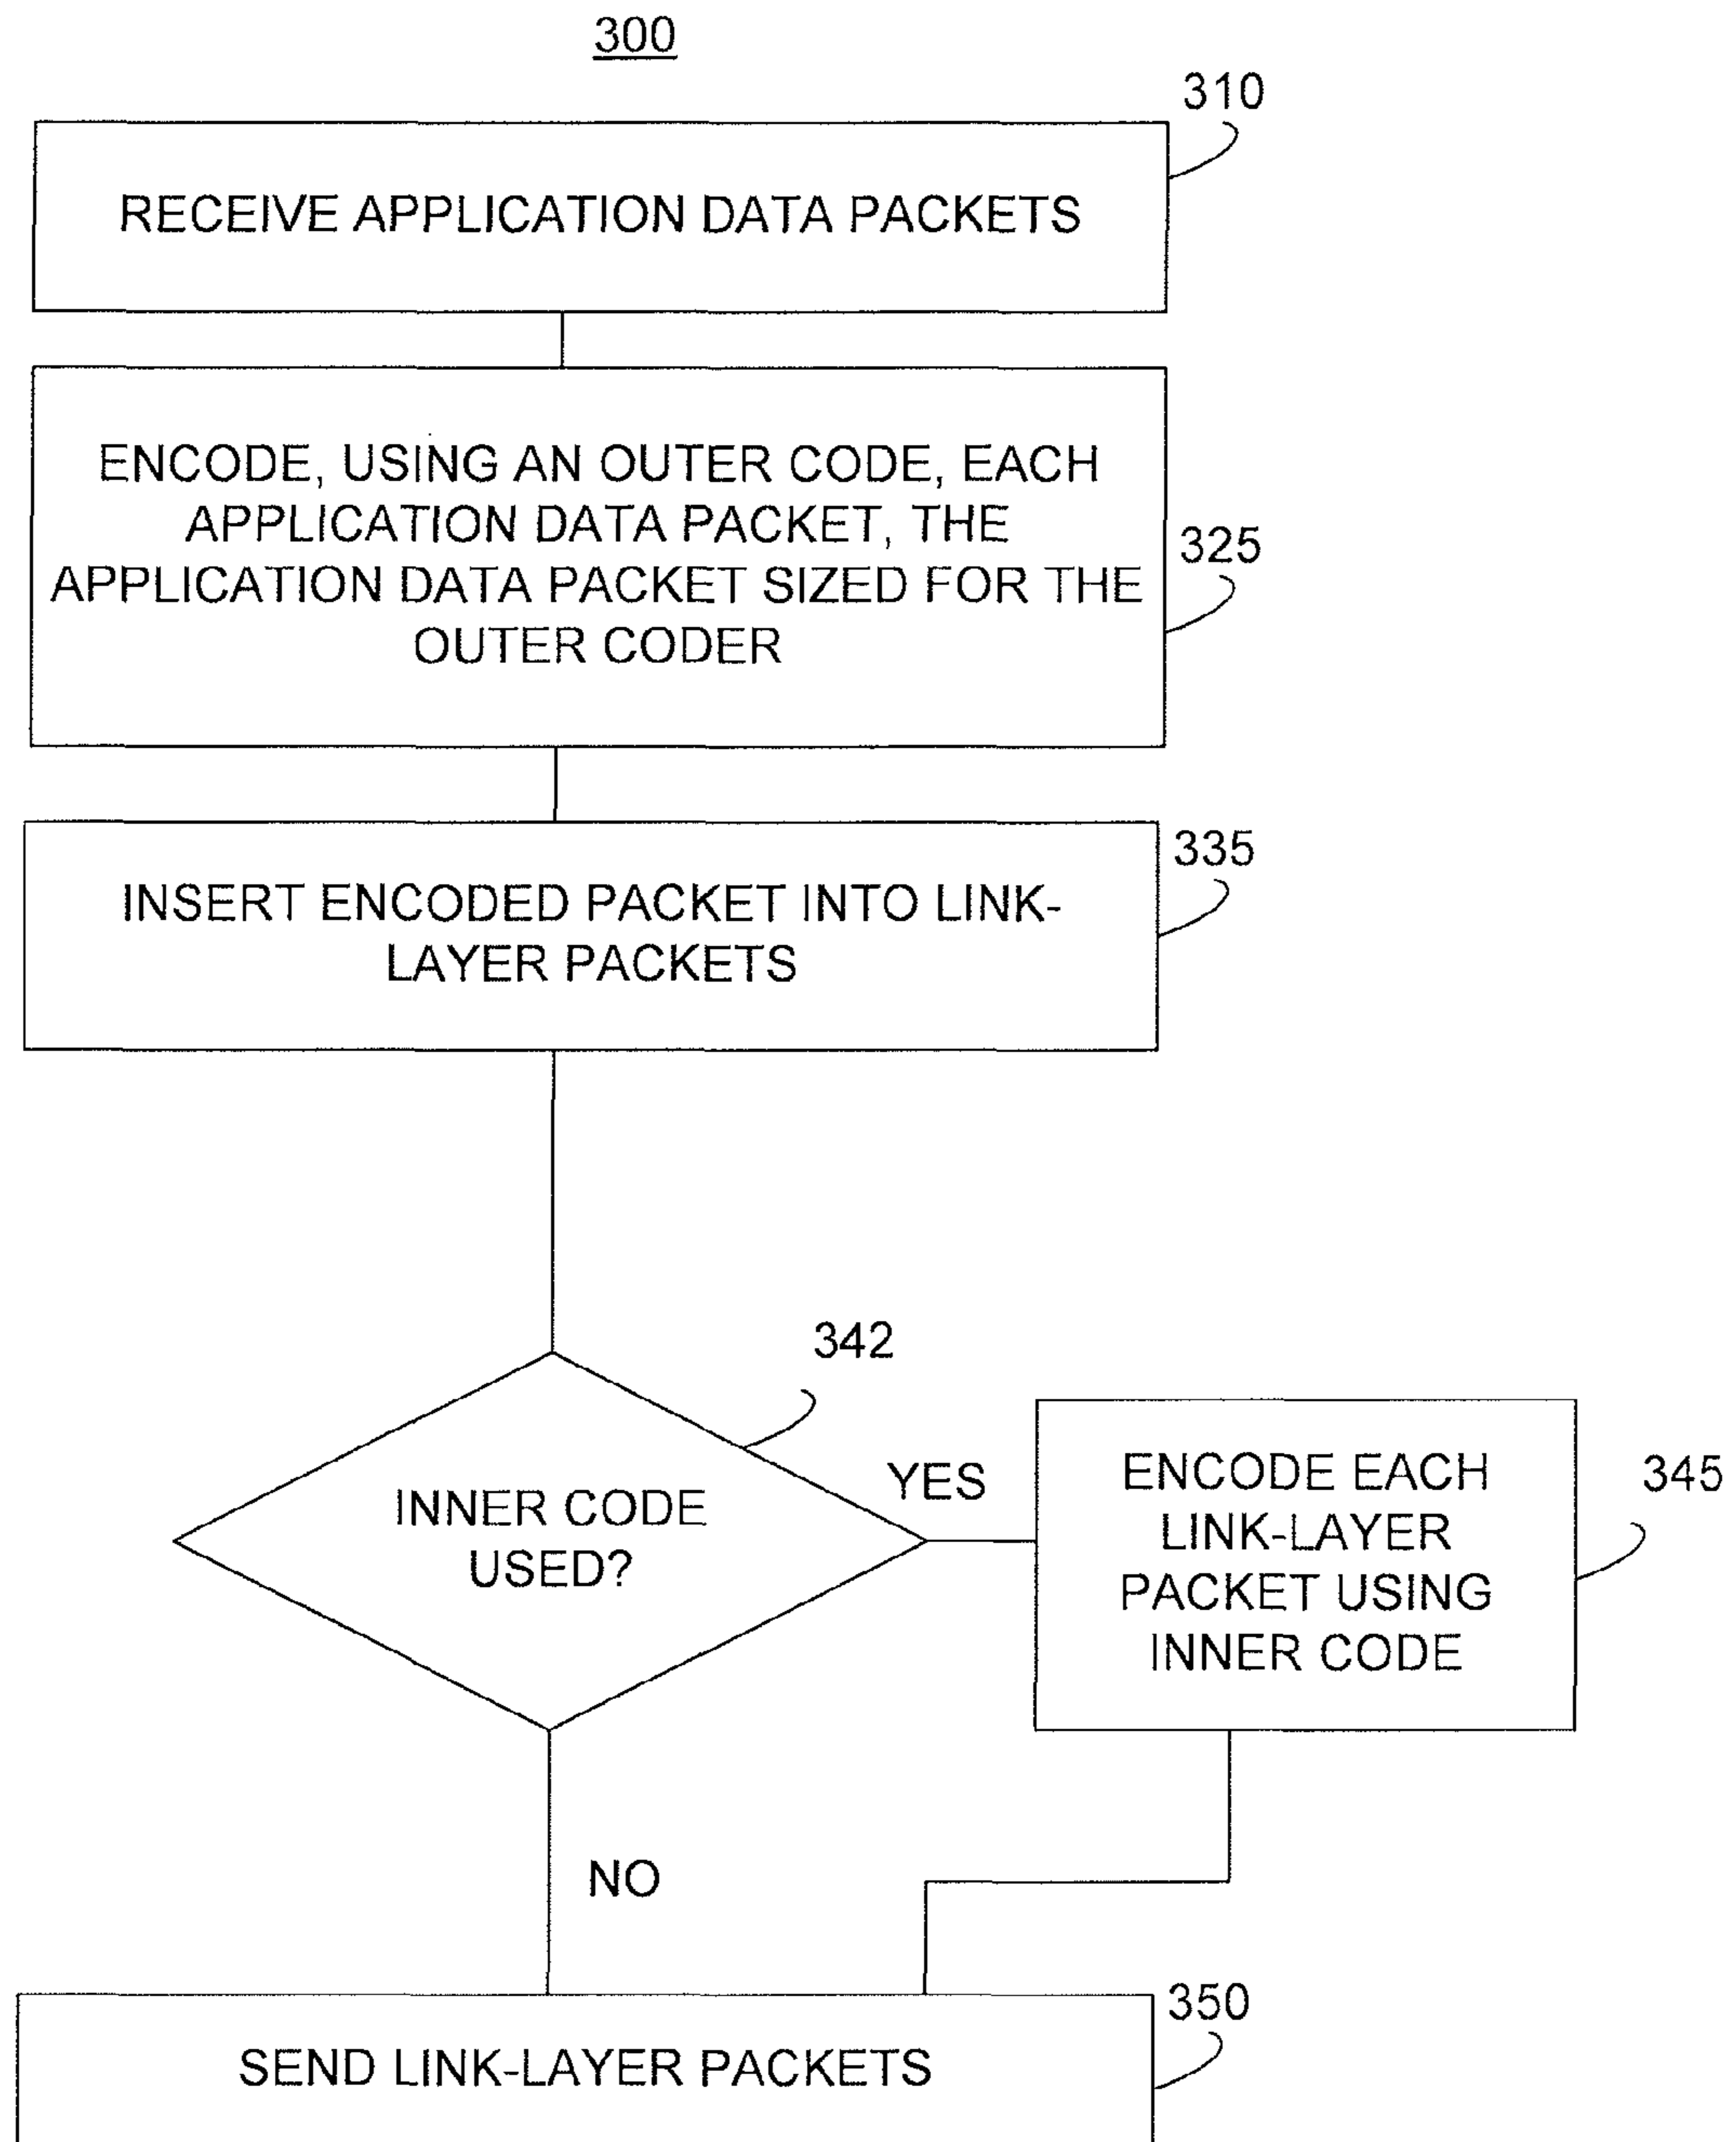 300
310
RECEIVE APPLICATION DATA PACKETS
ENCODE, USING AN OUTER CODE, EACH
APPLICATION DATA PACKET, THE
APPLICATION DATA PACKET SIZED FOR THE
OUTER CODER
325
335
INSERT ENCODED PACKET INTO LINK-
LAYER PACKETS
342
INNER CODE
USED?
YES
ENCODE EACH
LINK-LAYER
PACKET USING
INNER CODE
345
NO
350
SEND LINK-LAYER PACKETS